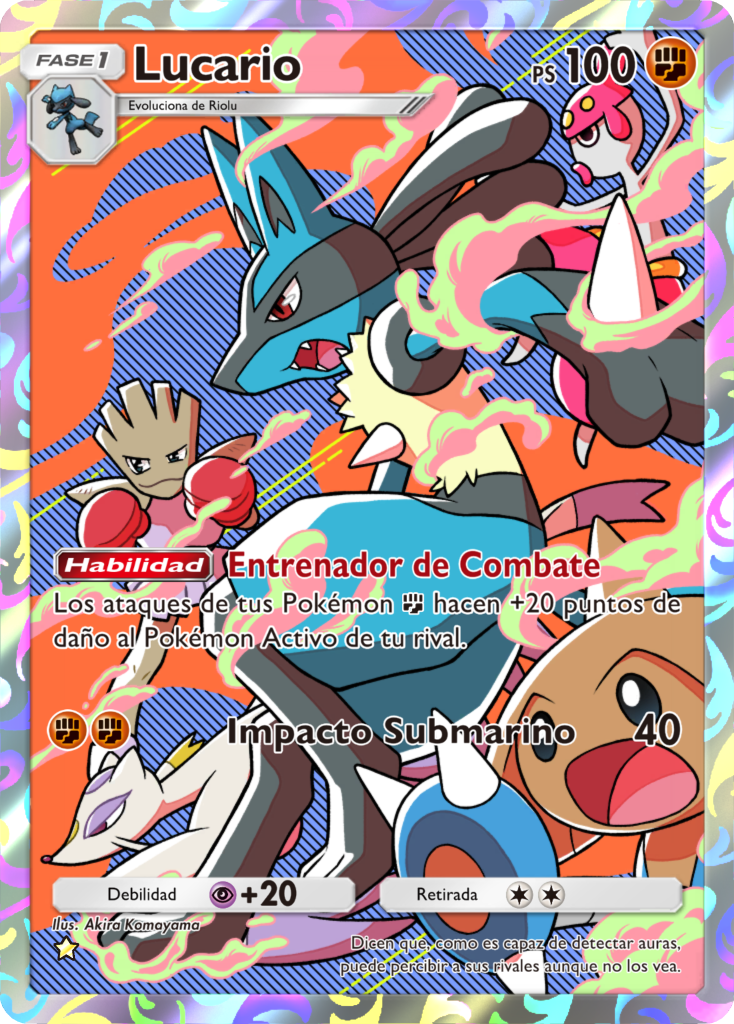 FASE 1 Lucario PS 100
Evoluciona de Riolu
Habilidad Entrenador de Combate
Los ataques de tus Pokémon hacen +20 puntos de
daño al Pokémon Activo de tu rival.
Impacto Submarino 40
Debilidad +20 Retirada
Ilus. Akira Komayama
Dicen que, como es capaz de detectar auras,
puede percibir a sus rivales aunque no los vea.